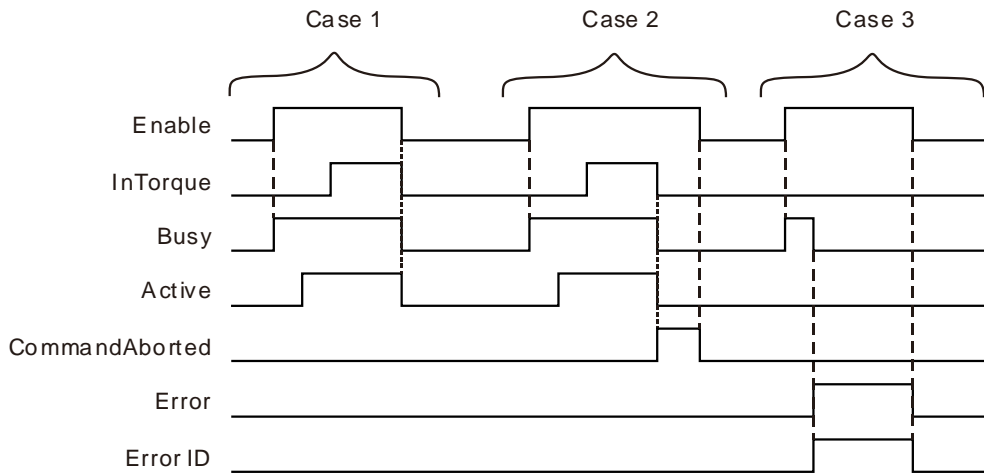 Case 1
Case 2
Case 3
Enable
InTorque
Busy
Active
CommandAborted
Error
Error ID